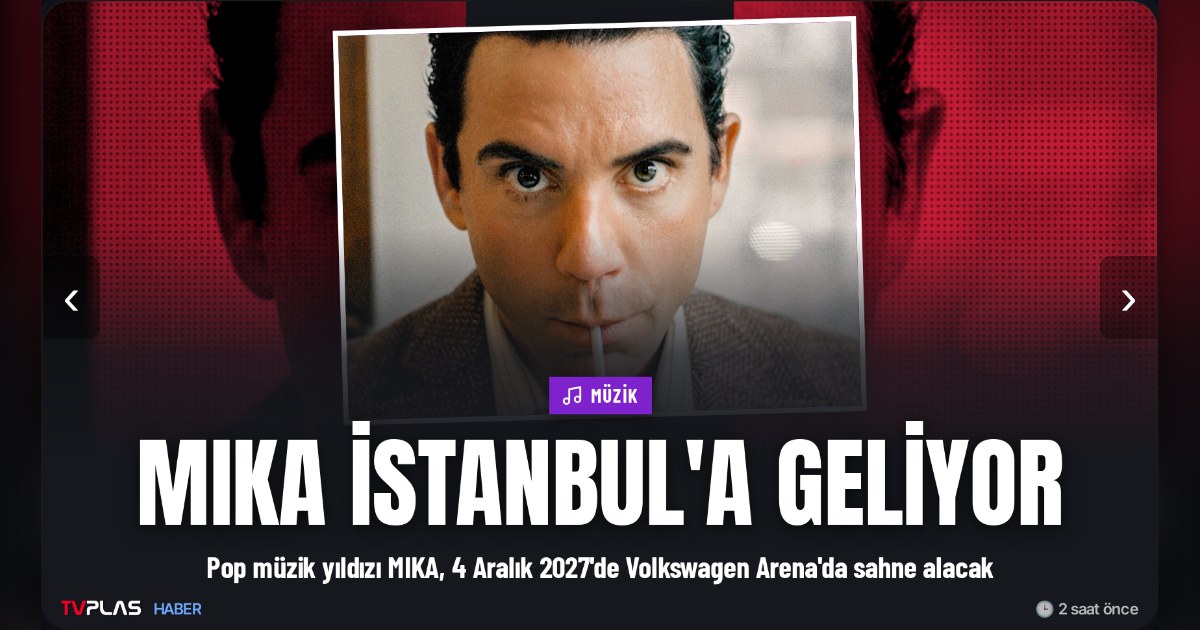 MÜZİK
MIKA İSTANBUL'A GELİYOR
Pop müzik yıldızı MIKA, 4 Aralık 2027'de Volkswagen Arena'da sahne alacak
TVPLAS HABER
2 saat önce